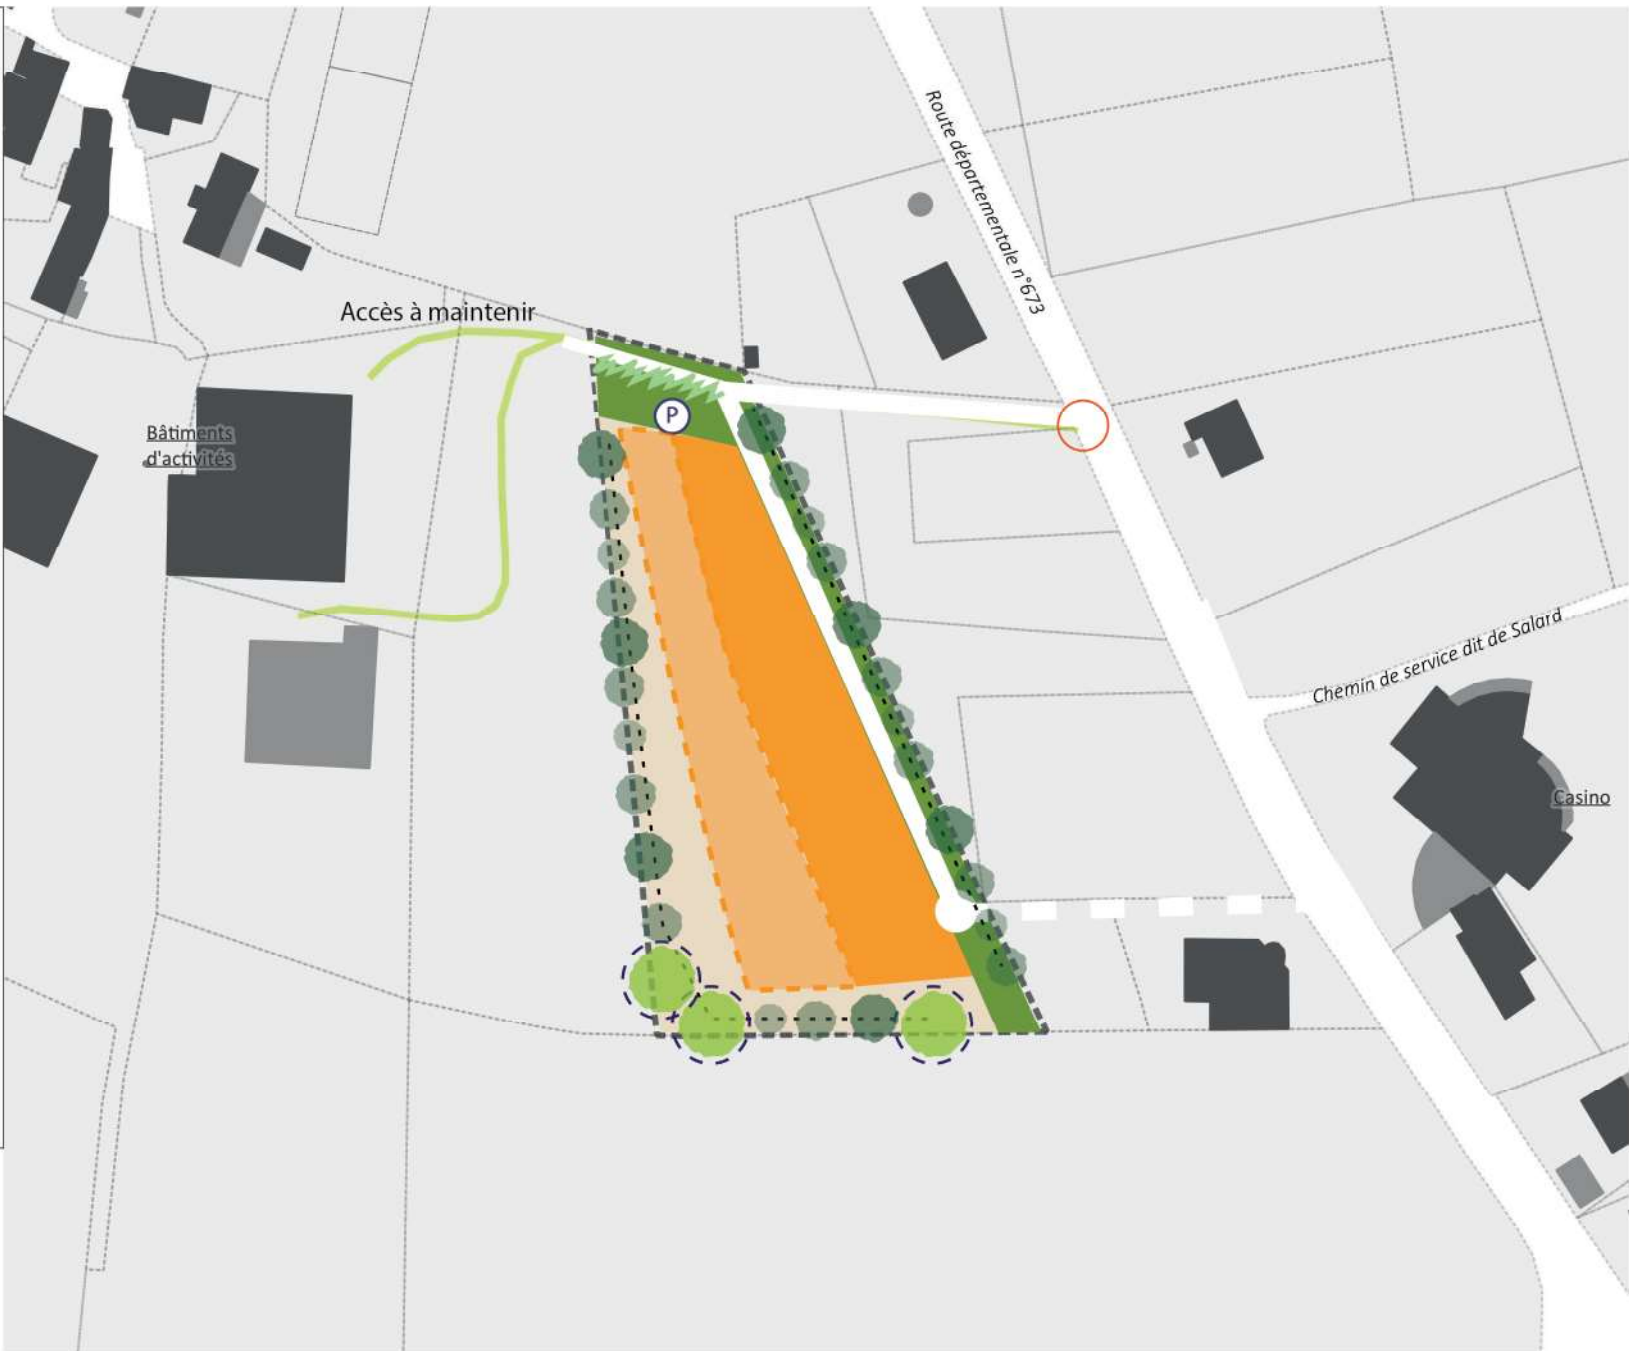 Route départementale n°673
Accès à maintenir
P
Bâtiments
d'activités
Chemin de service dit de Salard
Casino